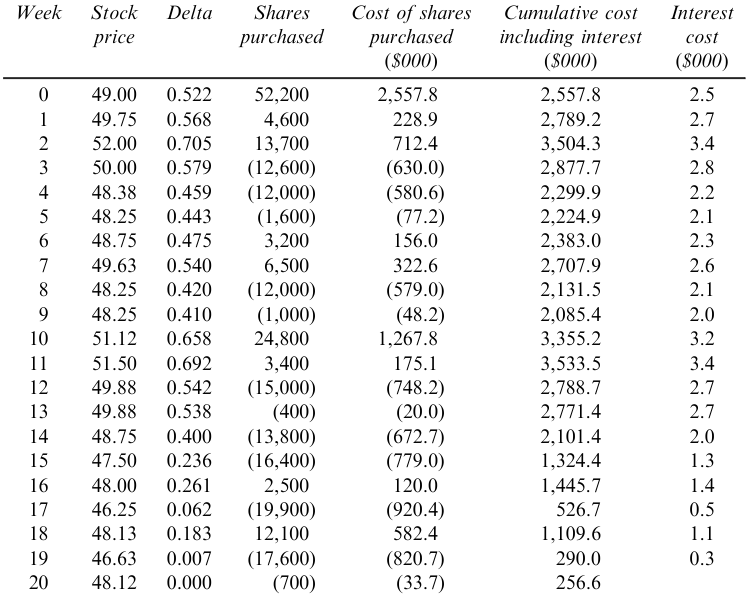 Week Stock Delta Shares Cost of shares Cumulative cost Interest
price purchased purchased including interest cost
($000) ($000) ($000)
0 49.00 0.522 52,200 2,557.8 2,557.8 2.5
1 49.75 0.568 4,600 228.9 2,789.2 2.7
2 52.00 0.705 13,700 712.4 3,504.3 3.4
3 50.00 0.579 (12,600) (630.0) 2,877.7 2.8
4 48.38 0.459 (12,000) (580.6) 2,299.9 2.2
5 48.25 0.443 (1,600) (77.2) 2,224.9 2.1
6 48.75 0.475 3,200 156.0 2,383.0 2.3
7 49.63 0.540 6,500 322.6 2,707.9 2.6
8 48.25 0.420 (12,000) (579.0) 2,131.5 2.1
9 48.25 0.410 (1,000) (48.2) 2,085.4 2.0
10 51.12 0.658 24,800 1,267.8 3,355.2 3.2
11 51.50 0.692 3,400 175.1 3,533.5 3.4
12 49.88 0.542 (15,000) (748.2) 2,788.7 2.7
13 49.88 0.538 (400) (20.0) 2,771.4 2.7
14 48.75 0.400 (13,800) (672.7) 2,101.4 2.0
15 47.50 0.236 (16,400) (779.0) 1,324.4 1.3
16 48.00 0.261 2,500 120.0 1,445.7 1.4
17 46.25 0.062 (19,900) (920.4) 526.7 0.5
18 48.13 0.183 12,100 582.4 1,109.6 1.1
19 46.63 0.007 (17,600) (820.7) 290.0 0.3
20 48.12 0.000 (700) (33.7) 256.6